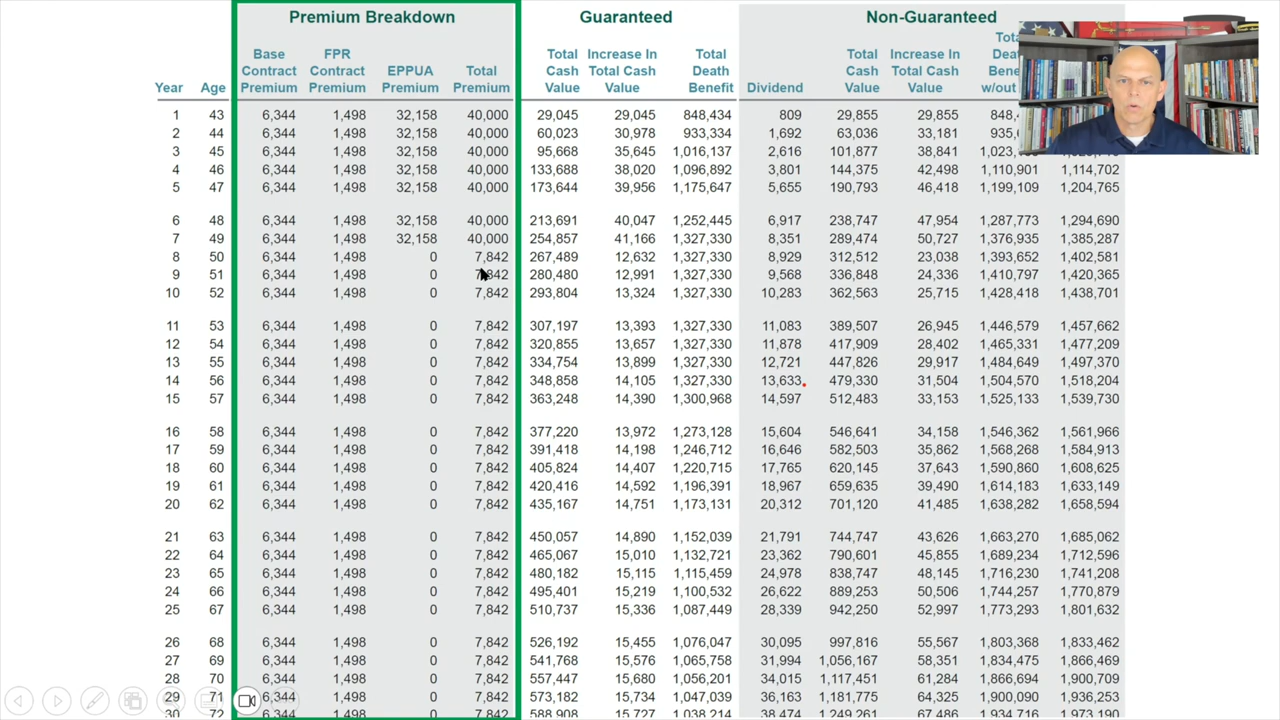 Premium Breakdown Guaranteed Non-Guaranteed
Base FPR Total Increase In Total Total Increase In
Contract Contract EPPUA Total Cash Total Cash Death Cash Total Cash
Year Age Premium Premium Premium Premium Value Value Benefit Dividend Value Value w/out
1 43 6,344 1,498 32,158 40,000 29,045 29,045 848,434 809 29,855 29,855
2 44 6,344 1,498 32,158 40,000 60,023 30,978 933,334 1,692 63,036 33,181
3 45 6,344 1,498 32,158 40,000 95,668 35,645 1,016,137 2,616 101,877 38,841
4 46 6,344 1,498 32,158 40,000 133,688 38,020 1,096,892 3,801 144,375 42,498 1,110,901 1,114,702
5 47 6,344 1,498 32,158 40,000 173,644 39,956 1,175,647 5,655 190,793 46,418 1,199,109 1,204,765
6 48 6,344 1,498 32,158 40,000 213,691 40,047 1,252,445 6,917 238,747 47,954 1,287,773 1,294,690
7 49 6,344 1,498 32,158 40,000 254,857 41,166 1,327,330 8,351 289,474 50,727 1,376,935 1,385,287
8 50 6,344 1,498 0 7,842 267,489 12,632 1,327,330 8,929 312,512 23,038 1,393,652 1,402,581
9 51 6,344 1,498 0 7,842 280,480 12,991 1,327,330 9,568 336,848 24,336 1,410,797 1,420,365
10 52 6,344 1,498 0 7,842 293,804 13,324 1,327,330 10,283 362,563 25,715 1,428,418 1,438,701
11 53 6,344 1,498 0 7,842 307,197 13,393 1,327,330 11,083 389,507 26,945 1,446,579 1,457,662
12 54 6,344 1,498 0 7,842 320,855 13,657 1,327,330 11,878 417,909 28,402 1,465,331 1,477,209
13 55 6,344 1,498 0 7,842 334,754 13,899 1,327,330 12,721 447,826 29,917 1,484,649 1,497,370
14 56 6,344 1,498 0 7,842 348,858 14,105 1,327,330 13,633 479,330 31,504 1,504,570 1,518,204
15 57 6,344 1,498 0 7,842 363,248 14,390 1,300,968 14,597 512,483 33,153 1,525,133 1,539,730
16 58 6,344 1,498 0 7,842 377,220 13,972 1,273,128 15,604 546,641 34,158 1,546,362 1,561,966
17 59 6,344 1,498 0 7,842 391,418 14,198 1,246,712 16,646 582,503 35,862 1,568,268 1,584,913
18 60 6,344 1,498 0 7,842 405,824 14,407 1,220,715 17,765 620,145 37,643 1,590,860 1,608,625
19 61 6,344 1,498 0 7,842 420,416 14,592 1,196,391 18,967 659,635 39,490 1,614,183 1,633,149
20 62 6,344 1,498 0 7,842 435,167 14,751 1,173,131 20,312 701,120 41,485 1,638,282 1,658,594
21 63 6,344 1,498 0 7,842 450,057 14,890 1,152,039 21,791 744,747 43,626 1,663,270 1,685,062
22 64 6,344 1,498 0 7,842 465,067 15,010 1,132,721 23,362 790,601 45,855 1,689,234 1,712,596
23 65 6,344 1,498 0 7,842 480,182 15,115 1,115,459 24,978 838,747 48,145 1,716,230 1,741,208
24 66 6,344 1,498 0 7,842 495,401 15,219 1,100,532 26,622 889,253 50,506 1,744,257 1,770,879
25 67 6,344 1,498 0 7,842 510,737 15,336 1,087,449 28,339 942,250 52,997 1,773,293 1,801,632
26 68 6,344 1,498 0 7,842 526,192 15,455 1,076,047 30,095 997,816 55,567 1,803,368 1,833,462
27 69 6,344 1,498 0 7,842 541,768 15,576 1,065,758 31,994 1,056,167 58,351 1,834,475 1,866,469
28 70 6,344 1,498 0 7,842 557,447 15,680 1,056,201 34,015 1,117,451 61,284 1,866,694 1,900,709
29 71 6,344 1,498 0 7,842 573,182 15,734 1,047,039 36,163 1,181,775 64,325 1,900,090 1,936,253
30 72 6,344 1,498 0 7,842 588,908 15,727 1,038,214 38,474 1,249,261 67,486 1,934,716 1,973,190